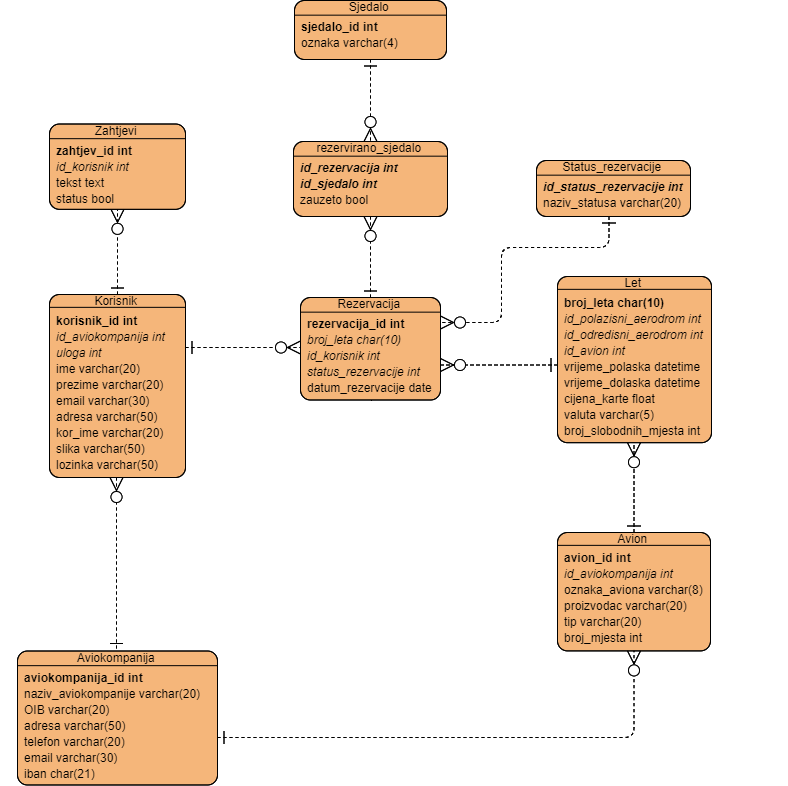 Sjedalo
sjedalo_id int
oznaka varchar(4)
Zahtjevi
zahtjev_id int
id_korisnik int
tekst text
status bool
rezervirano_sjedalo
id_rezervacija int
id_sjedalo int
zauzeto bool
Status_rezervacije
id_status_rezervacije int
naziv_statusa varchar(20)
Korisnik
korisnik_id int
id_aviokompanija int
uloga int
ime varchar(20)
prezime varchar(20)
email varchar(30)
adresa varchar(50)
kor_ime varchar(20)
slika varchar(50)
lozinka varchar(50)
Rezervacija
rezervacija_id int
broj_leta char(10)
id_korisnik int
status_rezervacije int
datum_rezervacije date
Let
broj_leta char(10)
id_polazisni_aerodrom int
id_odredisni_aerodrom int
id_avion int
vrijeme_polaska datetime
vrijeme_dolaska datetime
cijena_karte float
valuta varchar(5)
broj_slobodnih_mjesta int
Avion
avion_id int
id_aviokompanija int
oznaka_aviona varchar(8)
proizvodac varchar(20)
tip varchar(20)
broj_mjesta int
Aviokompanija
aviokompanija_id int
naziv_aviokompanije varchar(20)
OIB varchar(20)
adresa varchar(50)
telefon varchar(20)
email varchar(30)
iban char(21)